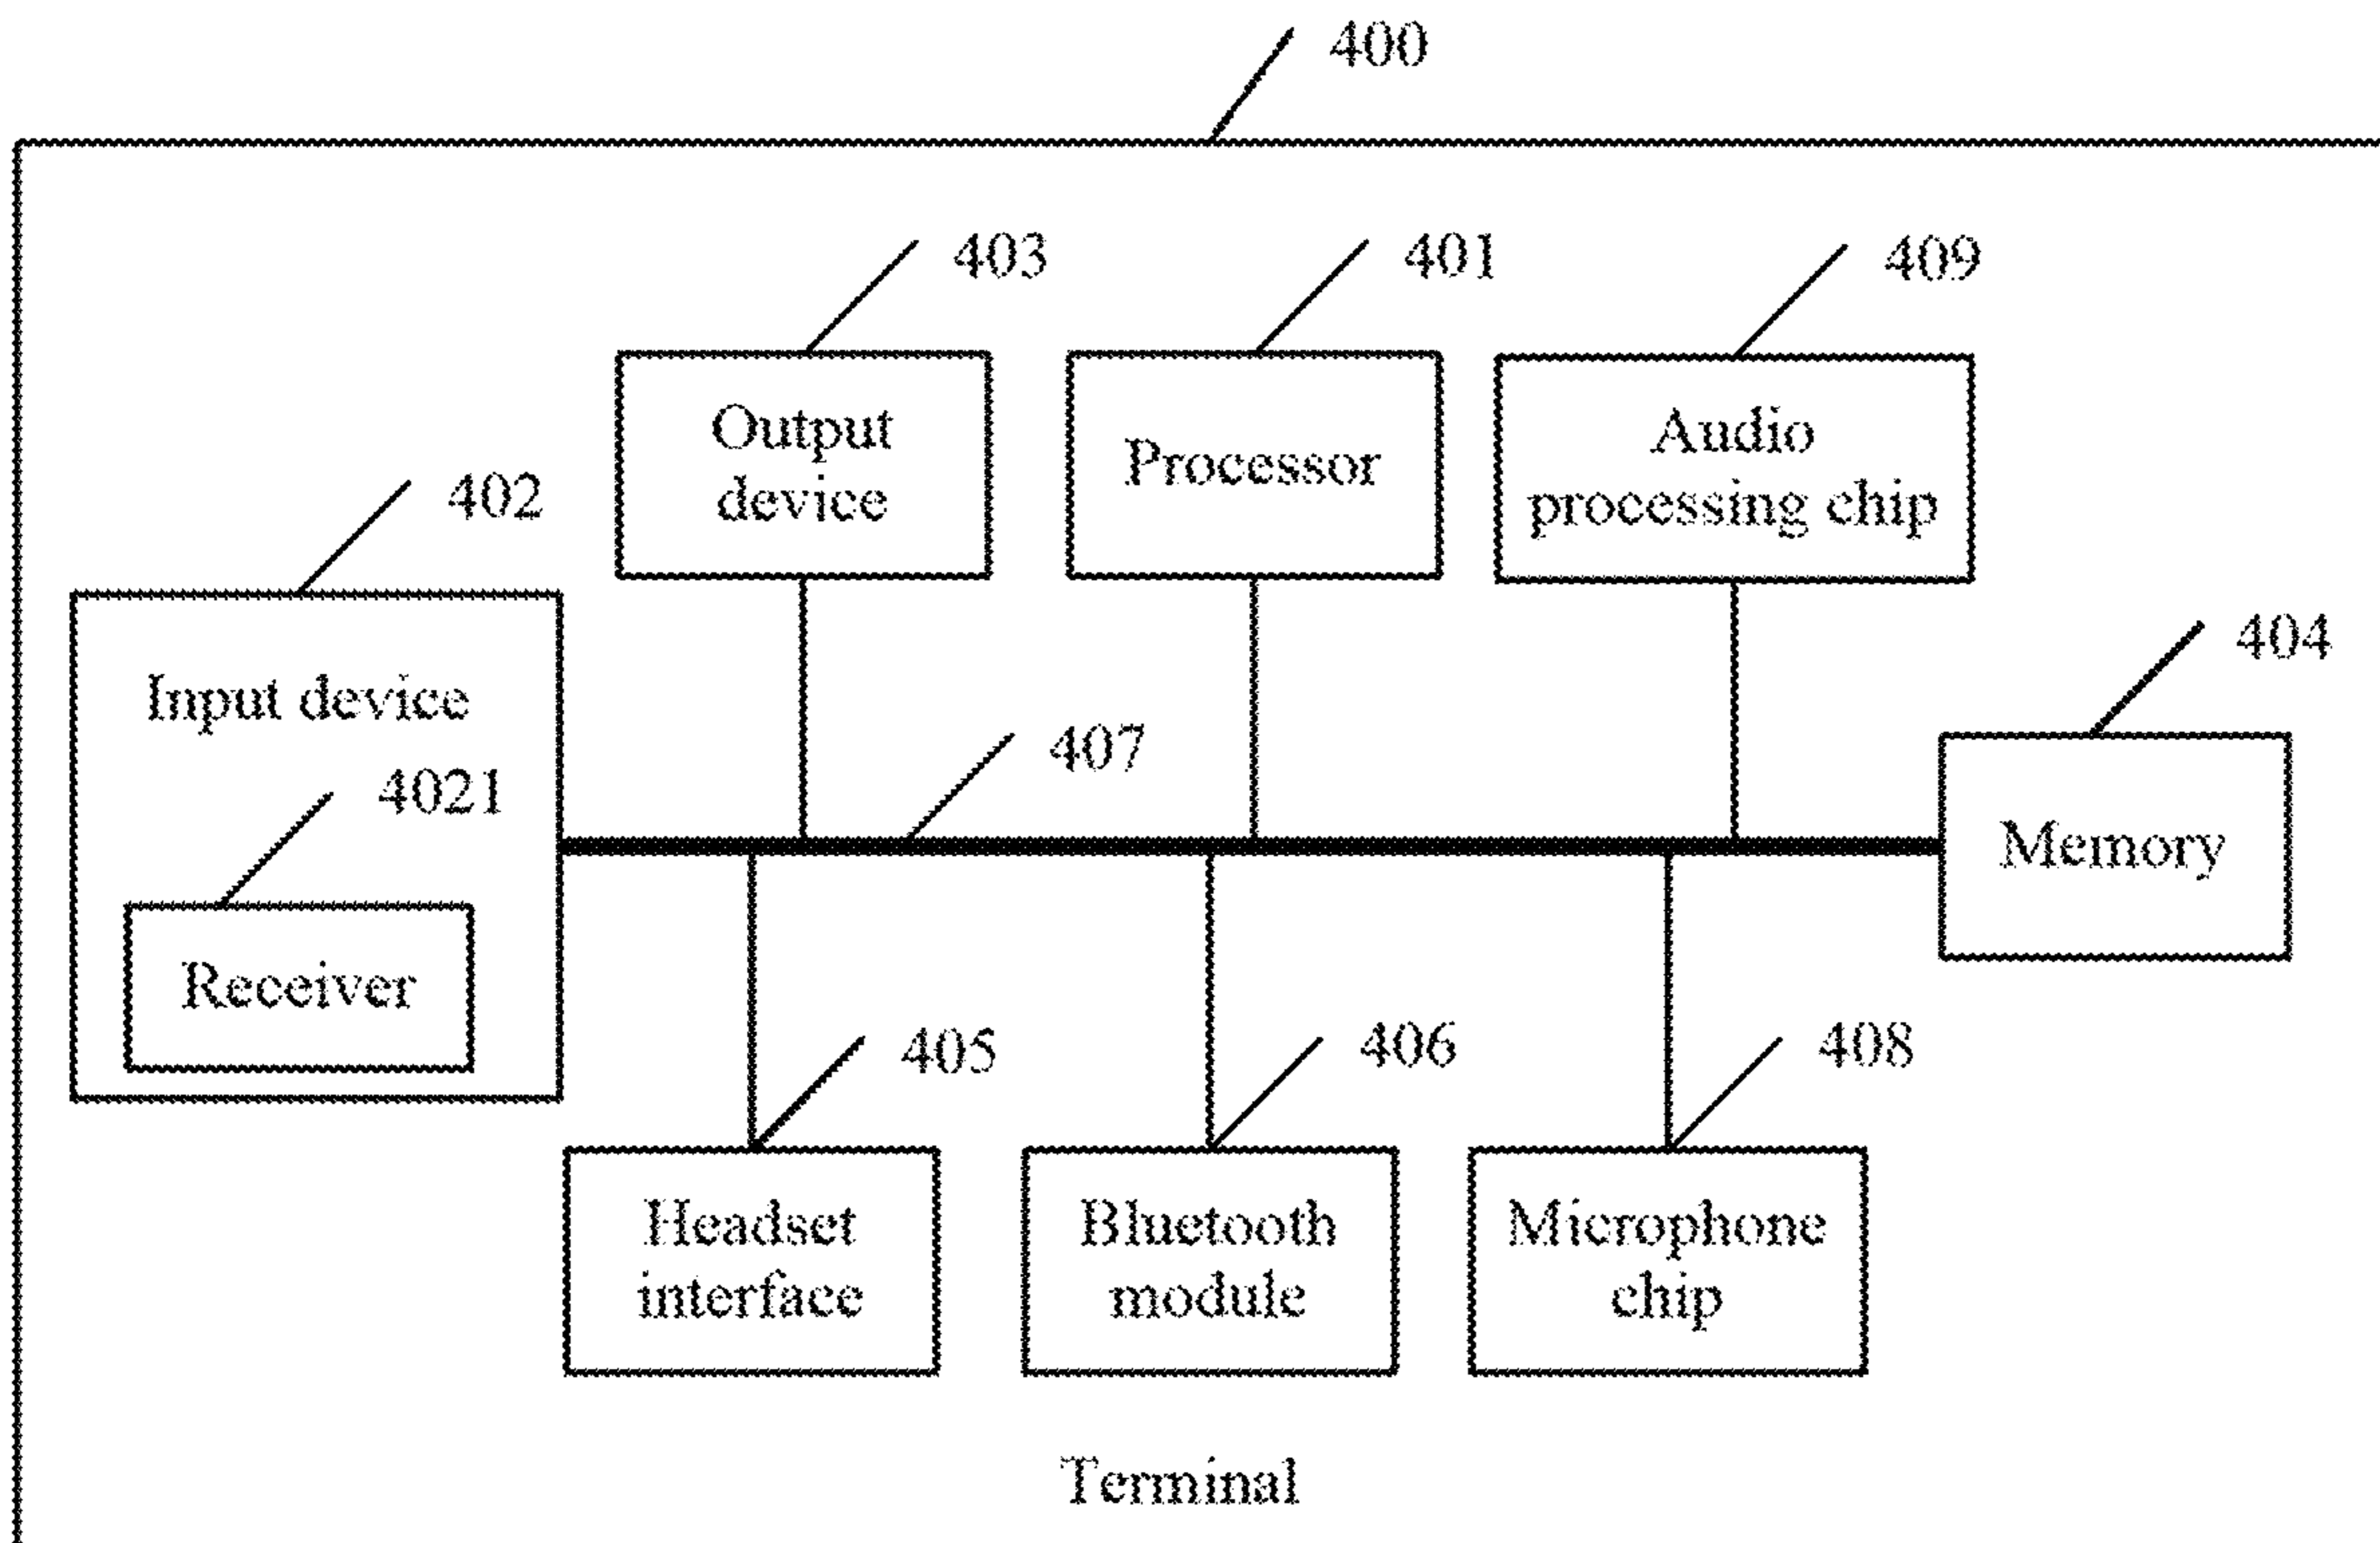 400
403
401
409
Output
device
Processor
Audio
processing chip
402
404
Input device
407
4021
Memory
Receiver
405
406
408
Headset
interface
Bluetooth
module
Microphone
chip
Terminal